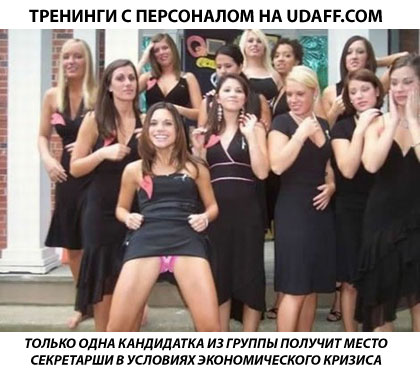 ТРЕНИНГИ С ПЕРСОНАЛОМ НА UDAFF.COM
ТОЛЬКО ОДНА КАНДИДАТКА ИЗ ГРУППЫ ПОЛУЧИТ МЕСТО
СЕКРЕТАРШИ В УСЛОВИЯХ ЭКОНОМИЧЕСКОГО КРИЗИСА